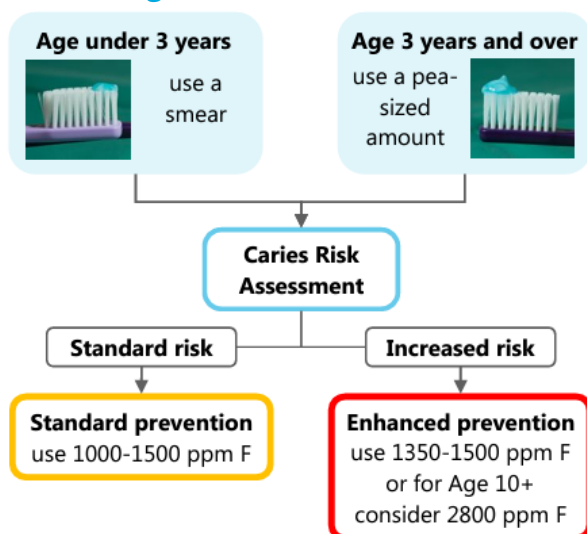 Age under 3 years
use a
smear
Age 3 years and over
use a pea-
sized
amount
Caries Risk
Assessment
Standard risk
Increased risk
Standard prevention
use 1000-1500 ppm F
Enhanced prevention
use 1350-1500 ppm F
or for Age 10+
consider 2800 ppm F